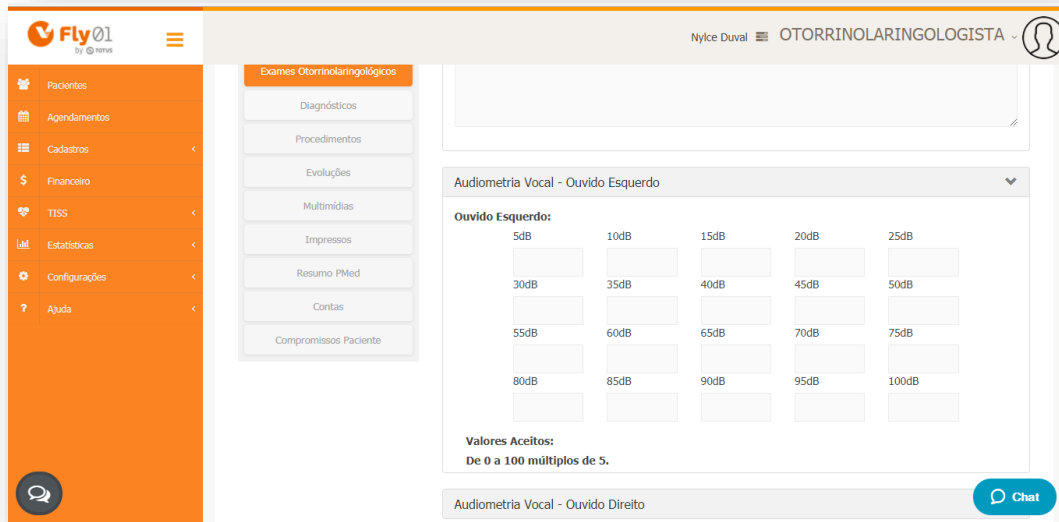 Fly01
by TOTVS
Nylce Duval OTORRINOLARINGOLOGISTA
Pacientes
Agendamentos
Cadastros
$ Financeiro
TISS
Estatísticas
Configurações
? Ajuda
Exames Otorrinolaringológicos
Diagnósticos
Procedimentos
Evoluções
Multimídias
Impressos
Resumo PMed
Contas
Compromissos Paciente
Audiometria Vocal - Ouvido Esquerdo
Ouvido Esquerdo:
5dB 10dB 15dB 20dB 25dB
30dB 35dB 40dB 45dB 50dB
55dB 60dB 65dB 70dB 75dB
80dB 85dB 90dB 95dB 100dB
Valores Aceitos:
De 0 a 100 múltiplos de 5.
Audiometria Vocal - Ouvido Direito
Chat